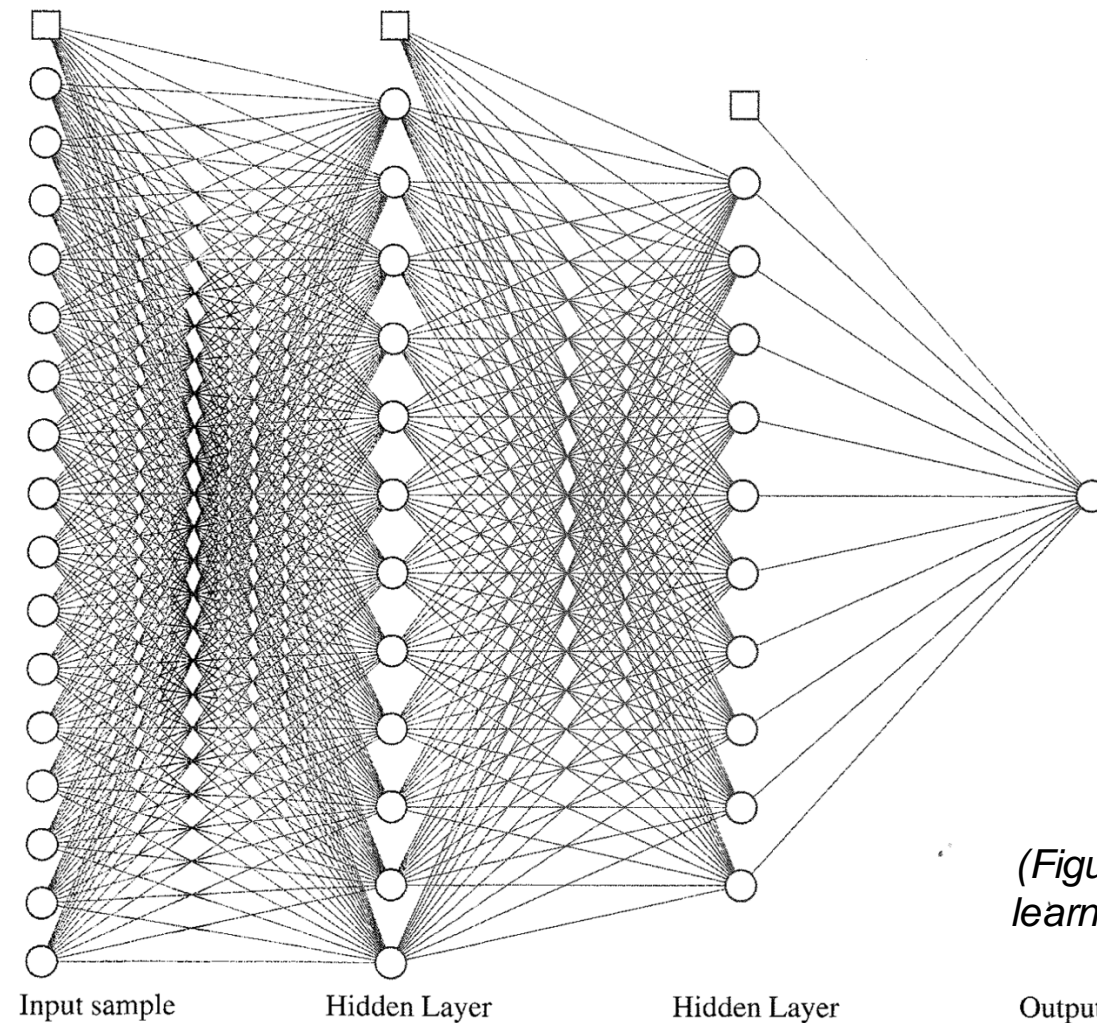 (Figu
learn
Input sample
Hidden Layer
Hidden Layer
Output